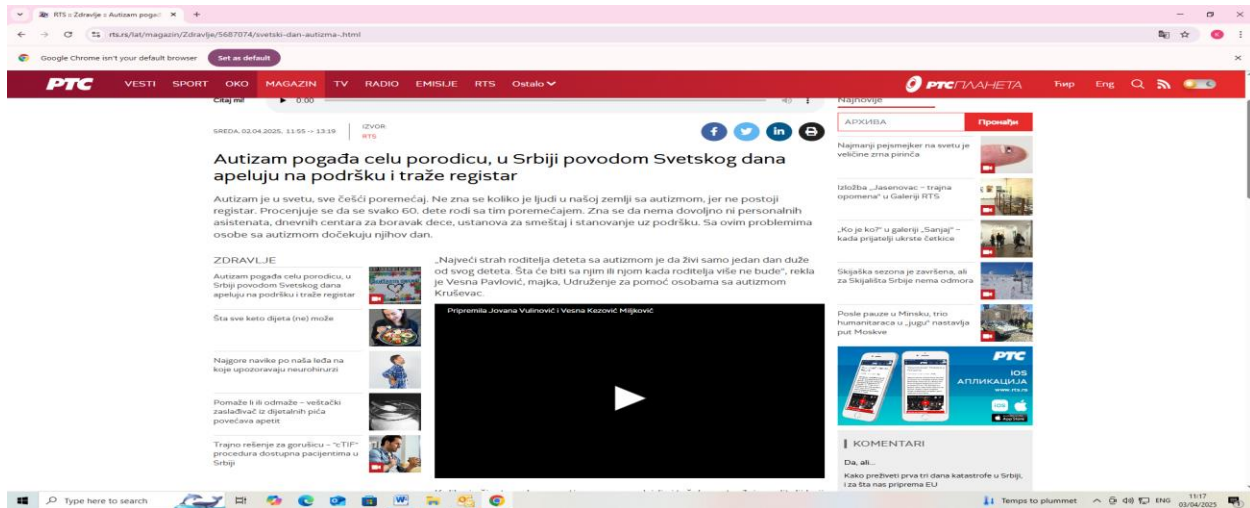 RTS :: Zdravlje :: Autizam pogađ
rts.rs/lat/magazin/Zdravlje/5687074/svetski-dan-autizma-.html
Google Chrome isn't your default browser
Set as default
РТС
VESTI SPORT OKO MAGAZIN TV RADIO EMISIJE RTS Ostalo
РТС ПЛАНЕТА
Ћир Eng
Čitaj mi!
0:00
SREDA, 02.04.2025, 11:55 -> 13:19
IZVOR:
RTS
Autizam pogađa celu porodicu, u Srbiji povodom Svetskog dana
apeluju na podršku i traže registar
Autizam je u svetu, sve češći poremećaj. Ne zna se koliko je ljudi u našoj zemlji sa autizmom, jer ne postoji
registar. Procenjuje se da se svako 60. dete rodi sa tim poremećajem. Zna se da nema dovoljno ni personalnih
asistenata, dnevnih centara za boravak dece, ustanova za smeštaj i stanovanje uz podršku. Sa ovim problemima
osobe sa autizmom dočekuju njihov dan.
ZDRAVLJE
Autizam pogađa celu porodicu, u
Srbiji povodom Svetskog dana
apeluju na podršku i traže registar
Šta sve keto dijeta (ne) može
Najgore navike po naša leđa na
koje upozoravaju neurohirurzi
Pomaže li ili odmaže – veštački
zaslađivač iz dijetalnih pića
povećava apetit
Trajno rešenje za gorušicu – "cTIF"
procedura dostupna pacijentima u
Srbiji
„Najveći strah roditelja deteta sa autizmom je da živi samo jedan dan duže
od svog deteta. Šta će biti sa njim ili njom kada roditelja više ne bude", rekla
je Vesna Pavlović, majka, Udruženje za pomoć osobama sa autizmom
Kruševac.
Pripremila Jovana Vulinović i Vesna Kezović Miljković
Najnovije
АРХИВА
Пронађи
Najmanji pejsmejker na svetu je
veličine zrna pirinča
Izložba „Jasenovac – trajna
opomena" u Galeriji RTS
„Ko je ko?" u galeriji „Sanjaj" –
kada prijatelji ukrste četkice
Skijaška sezona je završena, ali
za Skijališta Srbije nema odmora
Posle pauze u Minsku, trio
humanitaraca u „jugu" nastavlja
put Moskve
РТС
iOS
АПЛИКАЦИЈА
www.rts.rs
KOMENTARI
Da, ali...
Kako preživeti prva tri dana katastrofe u Srbiji,
i za šta nas priprema EU
Type here to search
Temps to plummet
ENG
11:17
03/04/2025